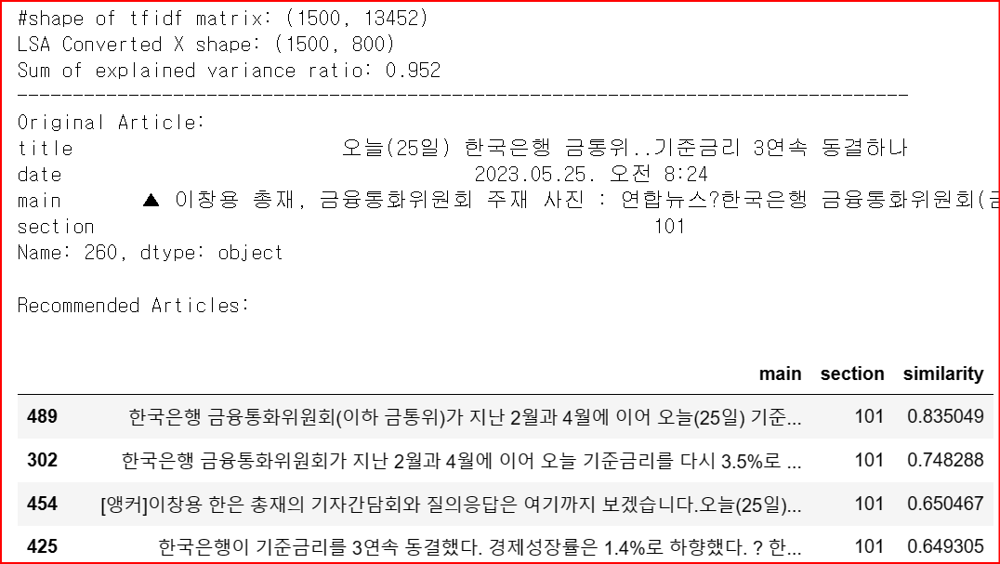 #shape of tfidf matrix: (1500, 13452)
LSA Converted X shape: (1500, 800)
Sum of explained variance ratio: 0.952
--------------------------------------------------------------------------------
Original Article:
title 오늘(25일) 한국은행 금통위..기준금리 3연속 동결하나
date 2023.05.25. 오전 8:24
main ▲ 이창용 총재, 금융통화위원회 주재 사진 : 연합뉴스?한국은행 금융통화위원회(금
section 101
Name: 260, dtype: object
Recommended Articles:
main section similarity
489 한국은행 금융통화위원회(이하 금통위)가 지난 2월과 4월에 이어 오늘(25일) 기준... 101 0.835049
302 한국은행 금융통화위원회가 지난 2월과 4월에 이어 오늘 기준금리를 다시 3.5%로 ... 101 0.748288
454 [앵커]이창용 한은 총재의 기자간담회와 질의응답은 여기까지 보겠습니다.오늘(25일)... 101 0.650467
425 한국은행이 기준금리를 3연속 동결했다. 경제성장률은 1.4%로 하향했다. ? 한... 101 0.649305